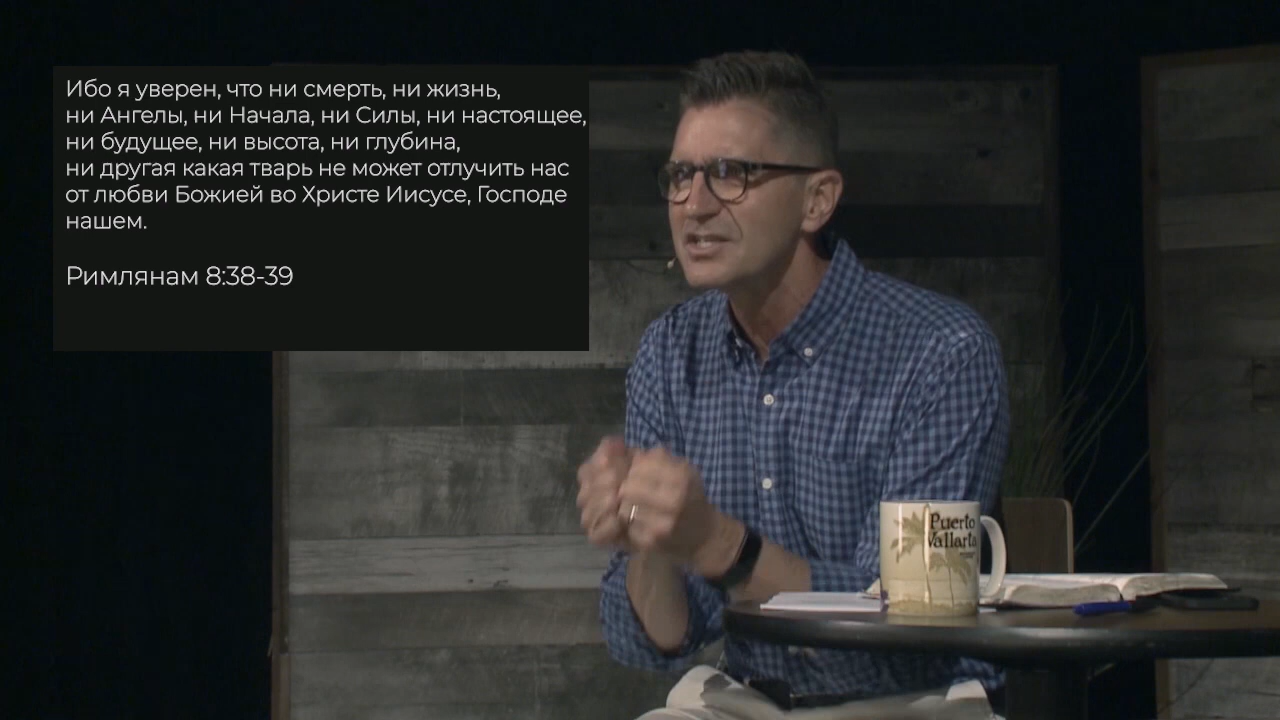 Ибо я уверен, что ни смерть, ни жизнь,
ни Ангелы, ни Начала, ни Силы, ни настоящее,
ни будущее, ни высота, ни глубина,
ни другая какая тварь не может отлучить нас
от любви Божией во Христе Иисусе, Господе
нашем.
Римлянам 8:38-39
Puerto
Vallarta